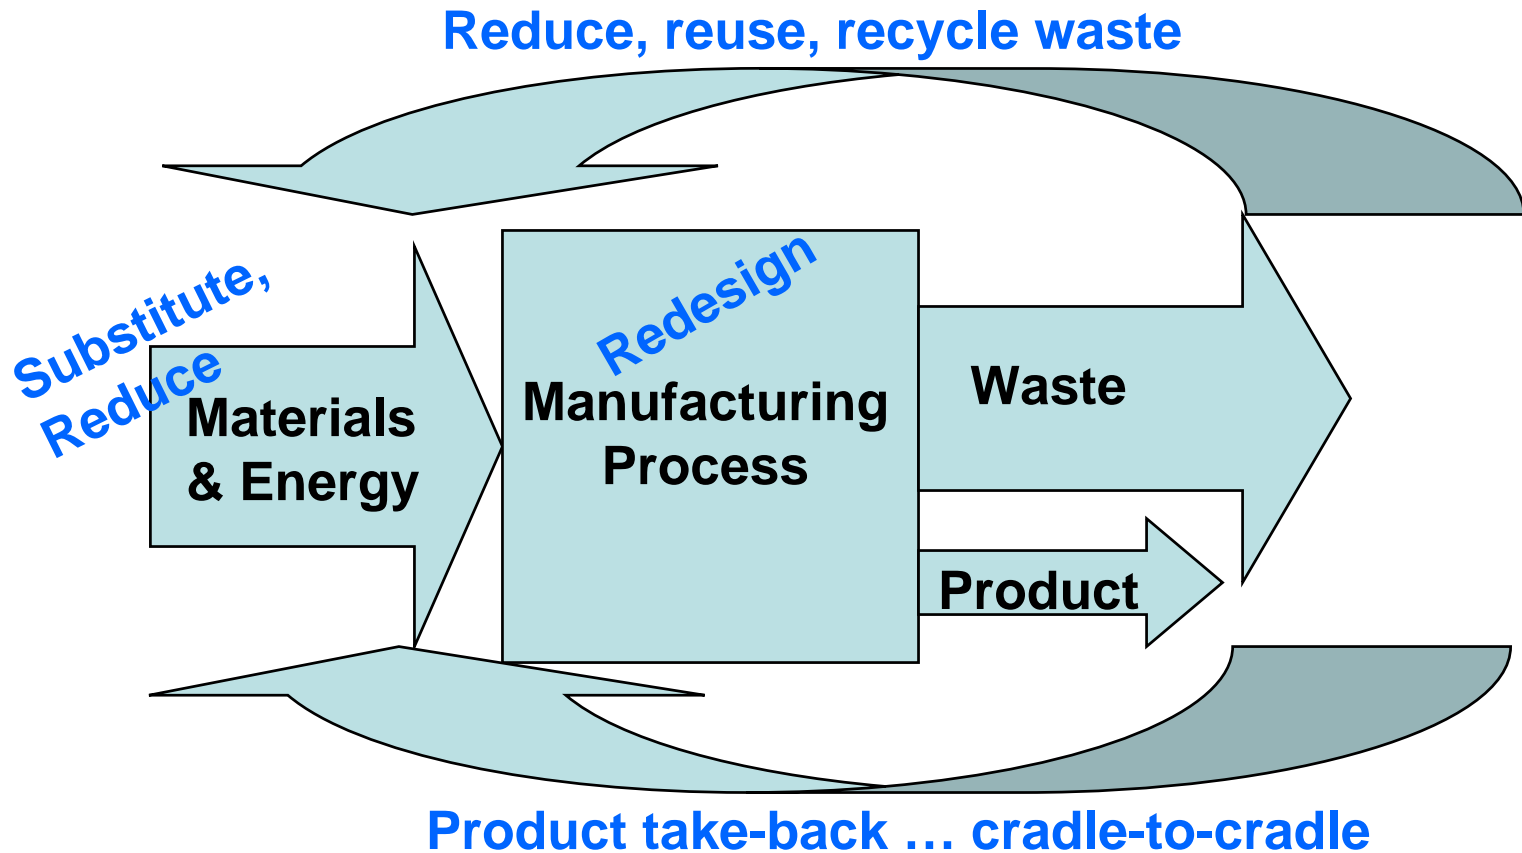 Reduce, reuse, recycle waste
Substitute,
Reduce
Materials
& Energy
Redesign
Manufacturing
Process
Waste
Product
Product take-back … cradle-to-cradle